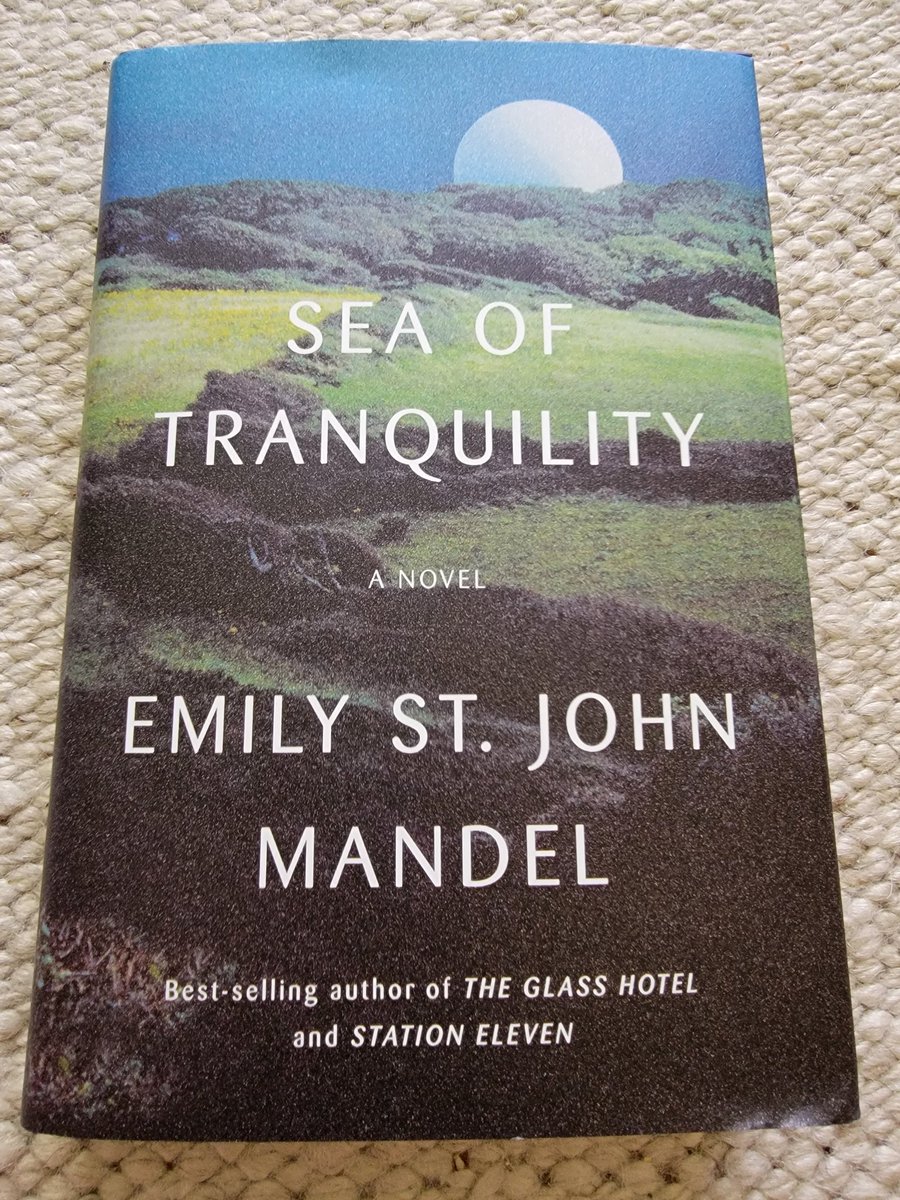 SEA OF
TRANQUILITY
A NOVEL
EMILY ST. JOHN
MANDEL
Best-selling author of THE GLASS HOTEL
and STATION ELEVEN